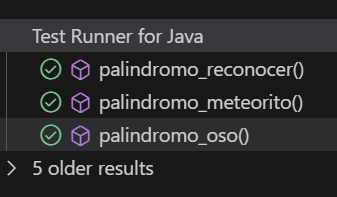 Test Runner for Java
palindromo_reconocer()
palindromo_meteorito()
palindromo_oso()
5 older results